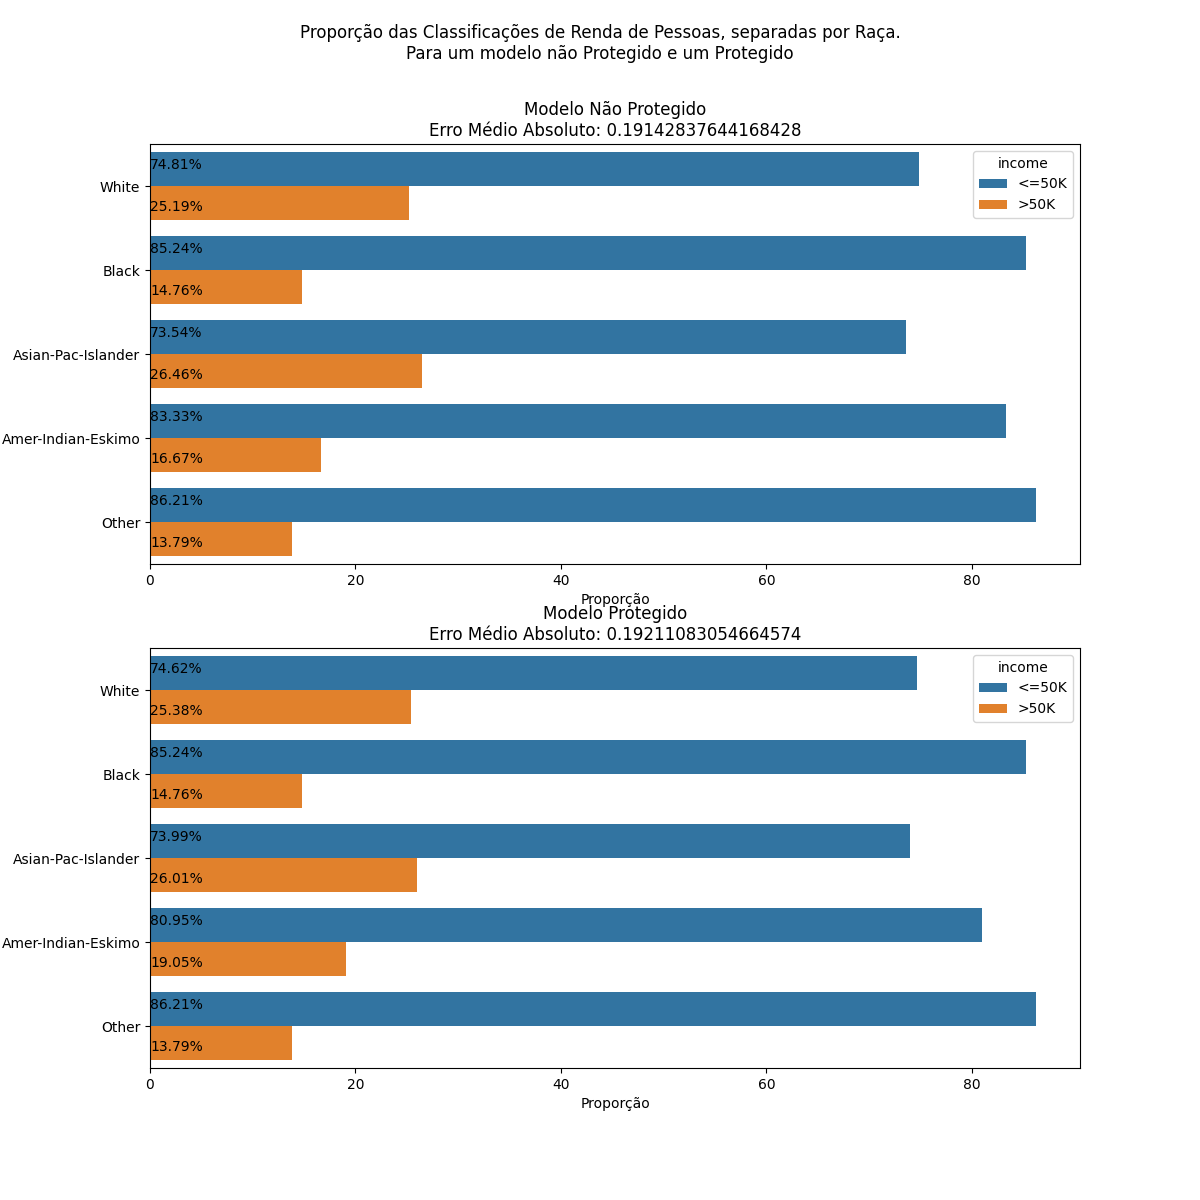 Proporção das Classificações de Renda de Pessoas, separadas por Raça.
Para um modelo não Protegido e um Protegido
Modelo Não Protegido
Erro Médio Absoluto: 0.19142837644168428
income
<=50K
>50K
White
74.81%
25.19%
Black
85.24%
14.76%
Asian-Pac-Islander
73.54%
26.46%
Amer-Indian-Eskimo
83.33%
16.67%
Other
86.21%
13.79%
0 20 40 60 80
Proporção
Modelo Protegido
Erro Médio Absoluto: 0.19211083054664574
income
<=50K
>50K
White
74.62%
25.38%
Black
85.24%
14.76%
Asian-Pac-Islander
73.99%
26.01%
Amer-Indian-Eskimo
80.95%
19.05%
Other
86.21%
13.79%
0 20 40 60 80
Proporção